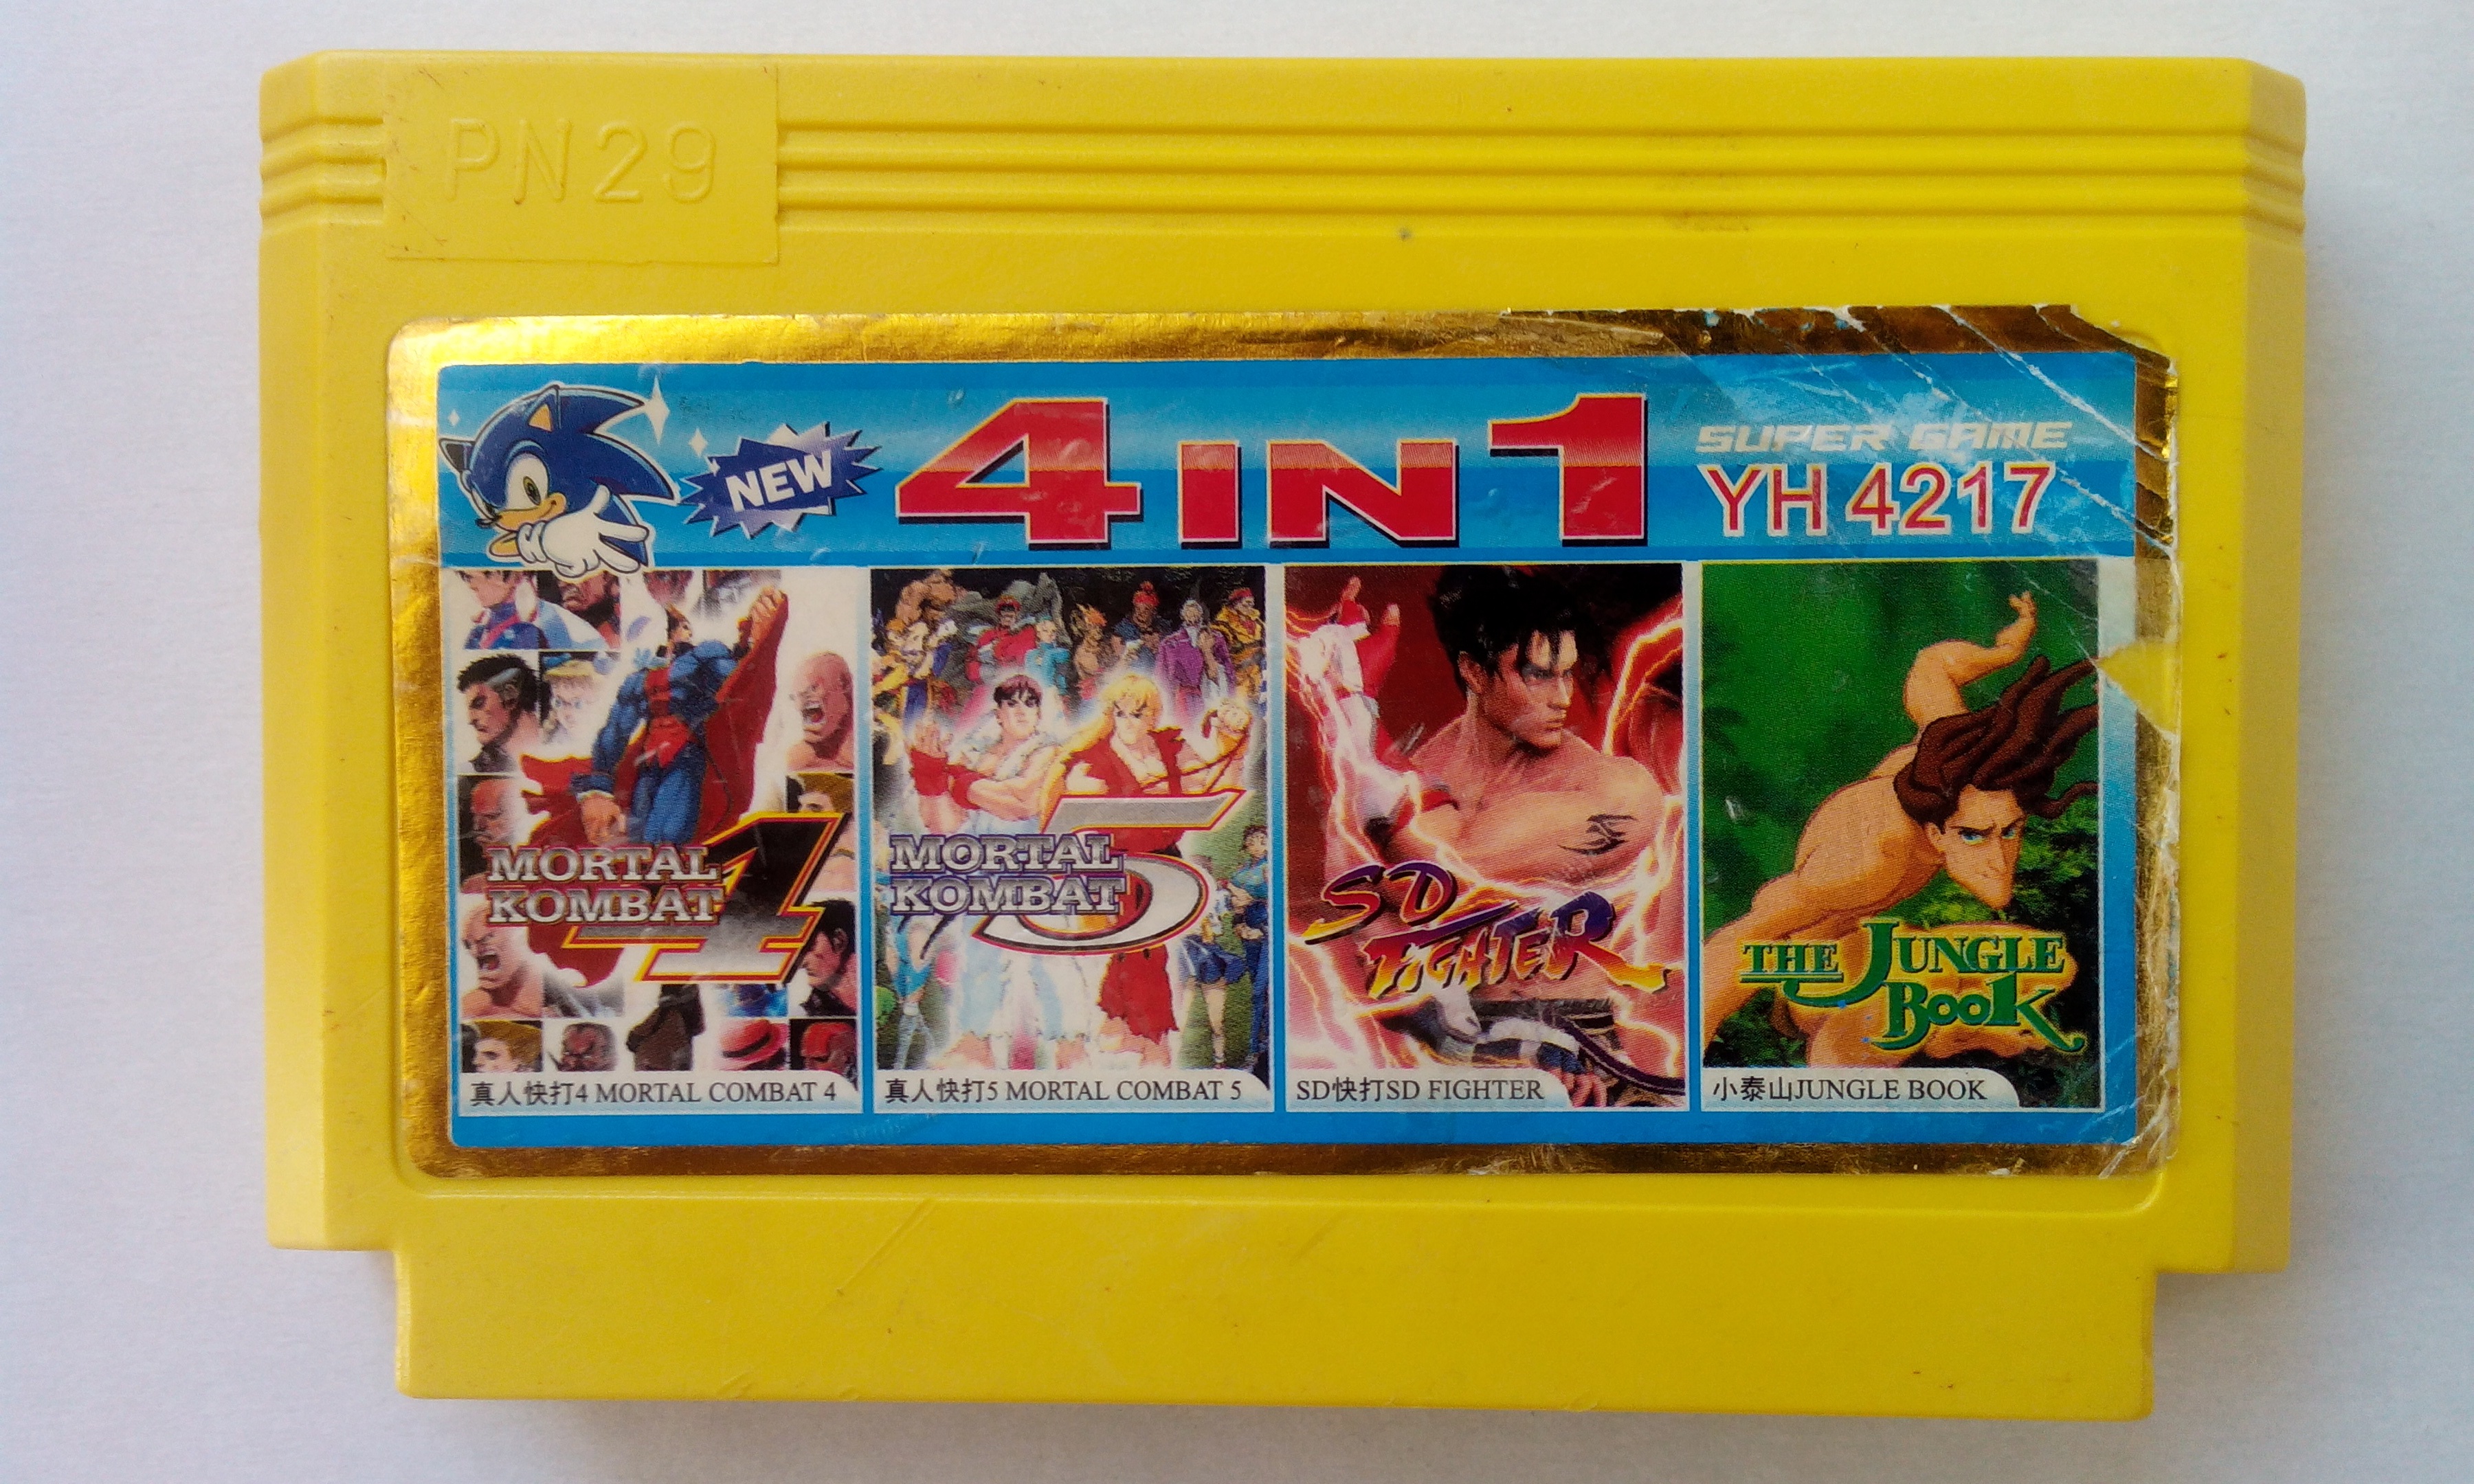 PN29
NEW
4 IN 1
SUPER GAME
YH 4217
MORTAL
KOMBAT 4
MORTAL
KOMBAT 5
SD
FIGHTER
THE JUNGLE
BOOK
真人快打4 MORTAL COMBAT 4
真人快打5 MORTAL COMBAT 5
SD快打SD FIGHTER
小泰山JUNGLE BOOK